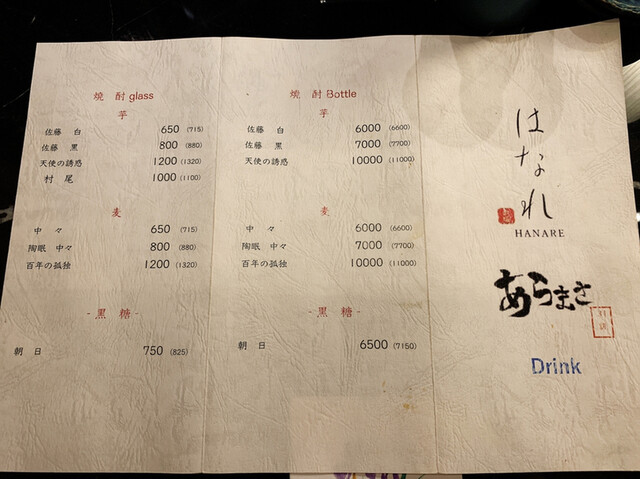 焼 酎 glass
芋
佐藤 白 650 (715)
佐藤 黒 800 (880)
天使の誘惑 1200 (1320)
村 尾 1000 (1100)
麦
中 々 650 (715)
陶眠 中々 800 (880)
百年の孤独 1200 (1320)
- 黒 糖 -
朝 日 750 (825)
焼 酎 Bottle
芋
佐藤 白 6000 (6600)
佐藤 黒 7000 (7700)
天使の誘惑 10000 (11000)
麦
中 々 6000 (6600)
陶眠 中々 7000 (7700)
百年の孤独 10000 (11000)
- 黒 糖 -
朝 日 6500 (7150)
はなれ
HANARE
あらまさ
Drink